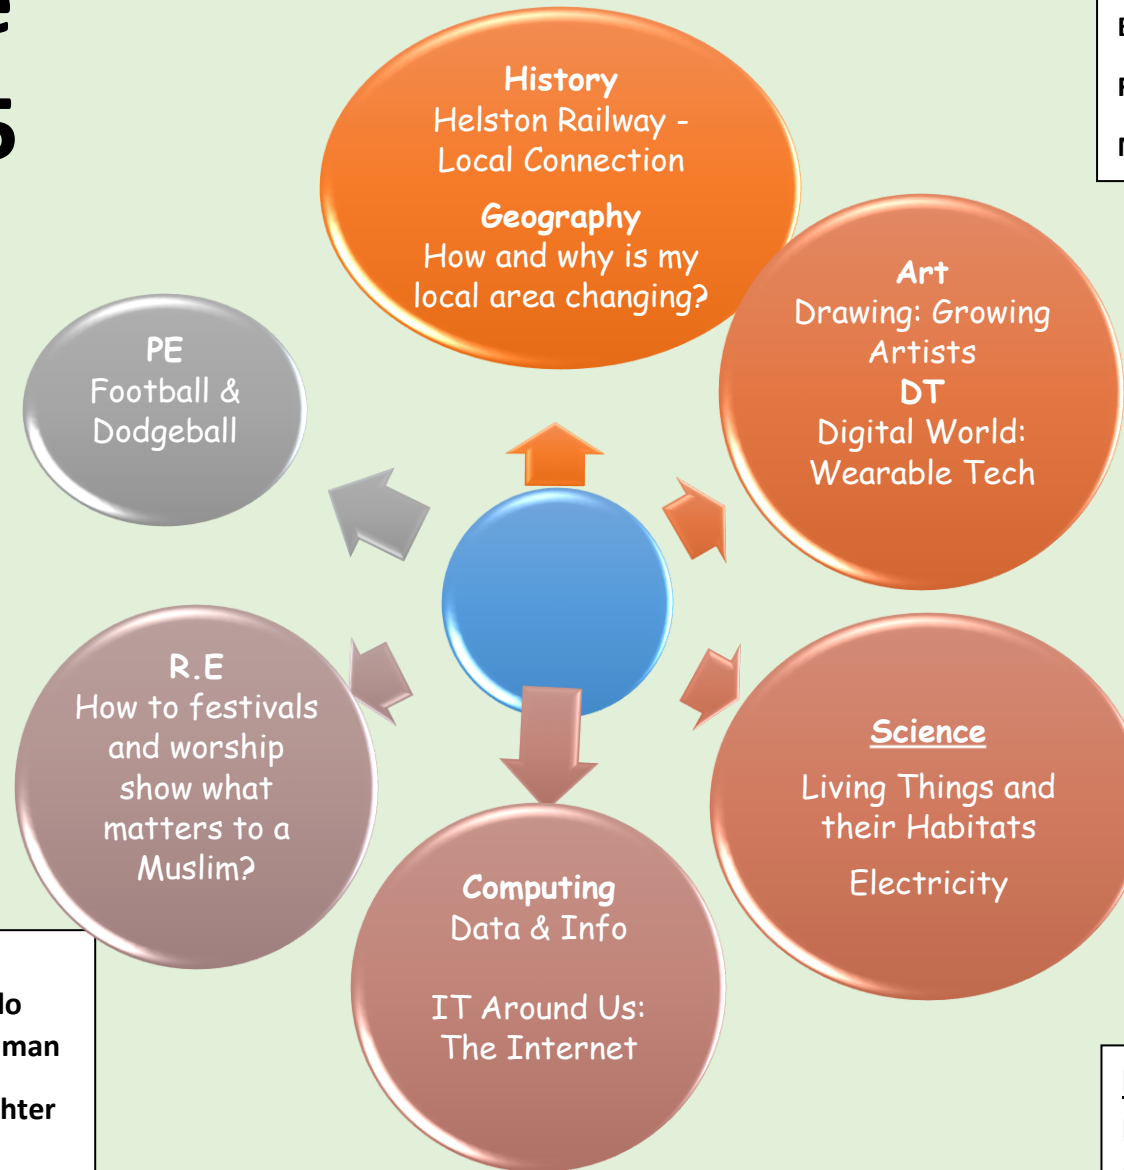 History
Helston Railway -
Local Connection
Geography
How and why is my
local area changing?
Art
Drawing: Growing
Artists
DT
Digital World:
Wearable Tech
PE
Football &
Dodgeball
R.E
How to festivals
and worship
show what
matters to a
Muslim?
Science
Living Things and
their Habitats
Electricity
Computing
Data & Info
IT Around Us:
The Internet
man